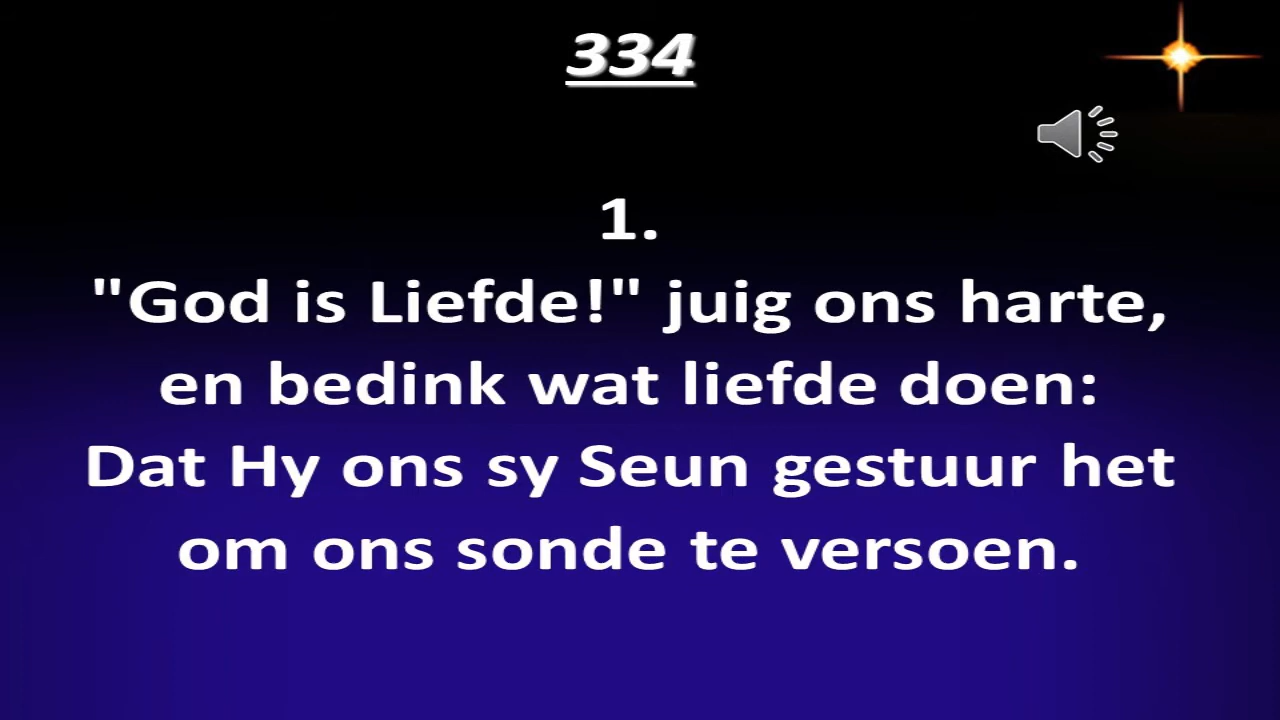 334
1.
"God is Liefde!" juig ons harte,
en bedink wat liefde doen:
Dat Hy ons sy Seun gestuur het
om ons sonde te versoen.